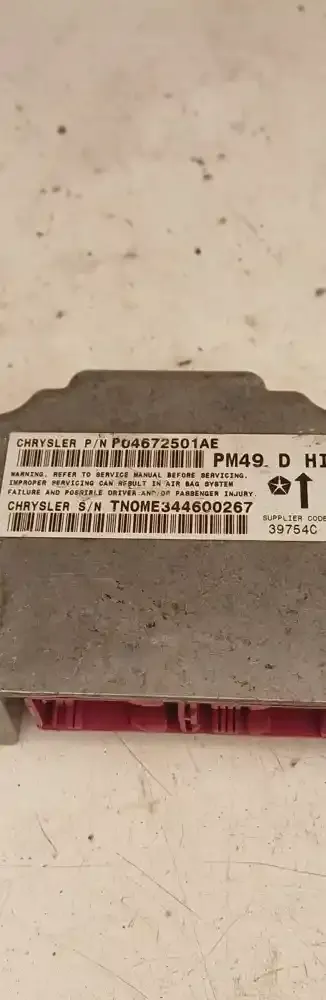 CHRYSLER P/N P04672501AE
PM49 D HI
WARNING. REFER TO SERVICE MANUAL BEFORE SERVICING.
IMPROPER SERVICING CAN RESULT IN AIR BAG SYSTEM
FAILURE AND POSSIBLE DRIVER AND/OR PASSENGER INJURY.
CHRYSLER S/N TN0ME344600267
SUPPLIER CODE
39754C